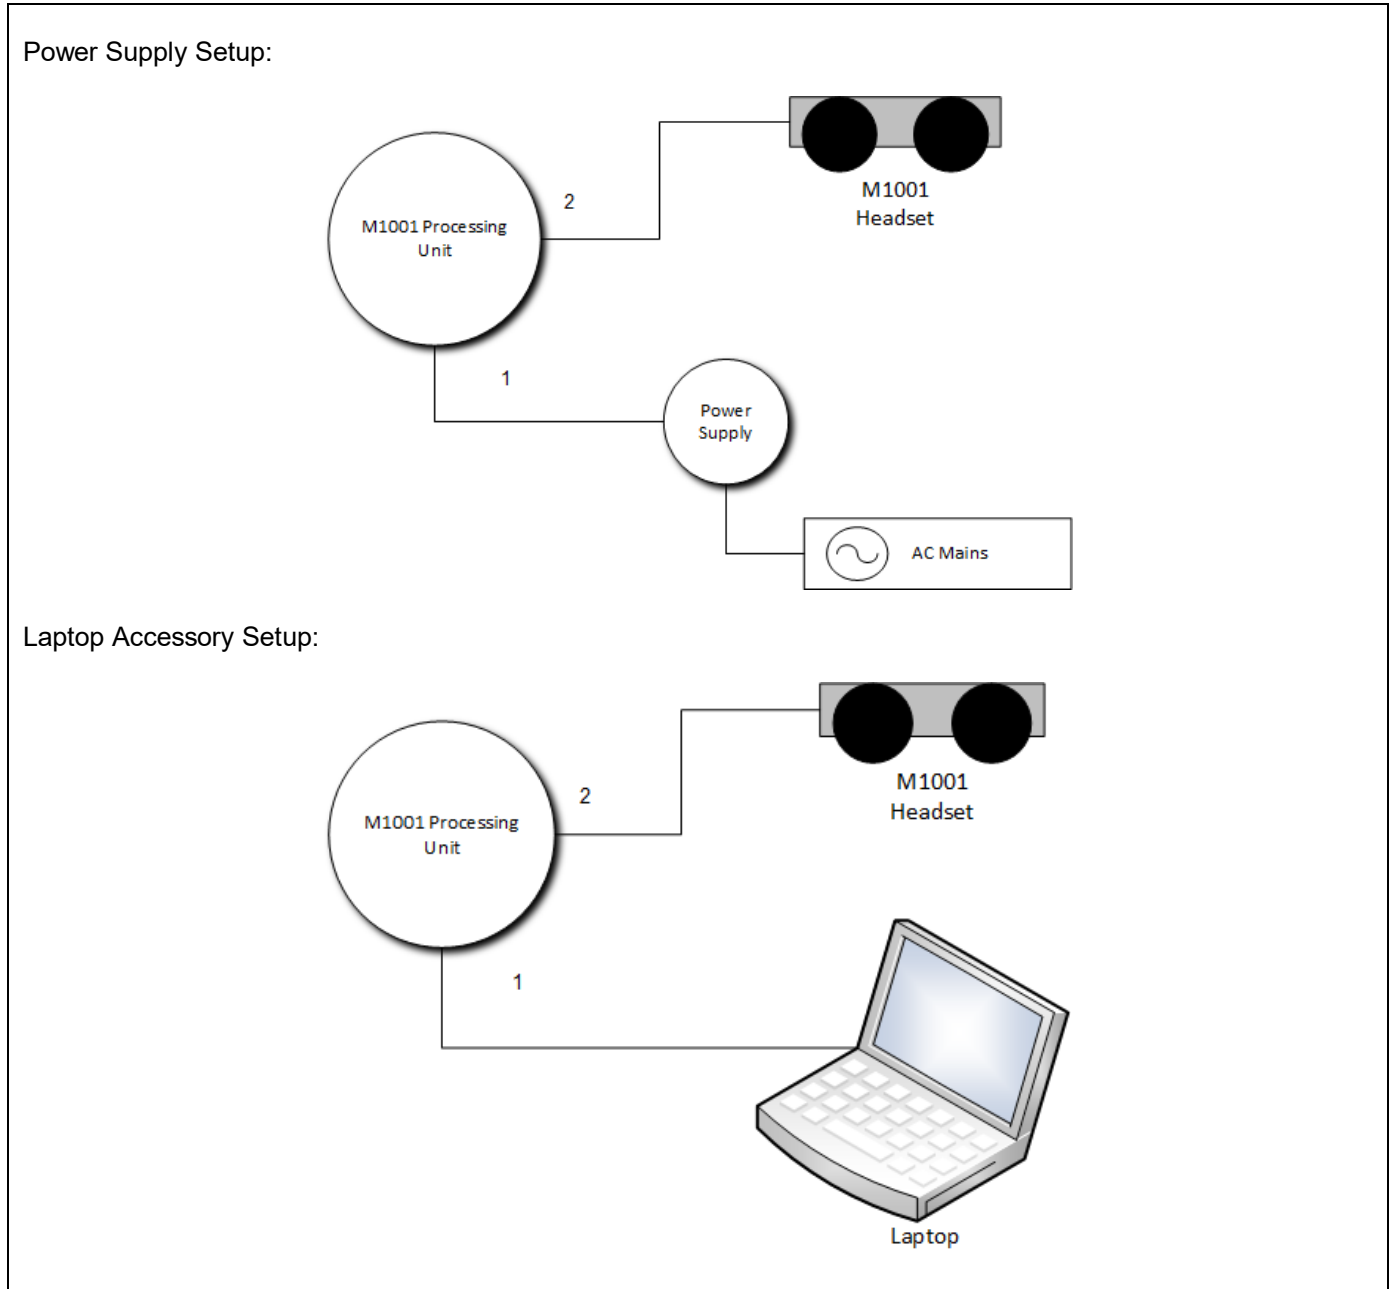 Power Supply Setup:
M1001
Headset
2
M1001 Processing
Unit
1
Power
Supply
AC Mains
Laptop Accessory Setup:
M1001
Headset
2
M1001 Processing
Unit
1
Laptop